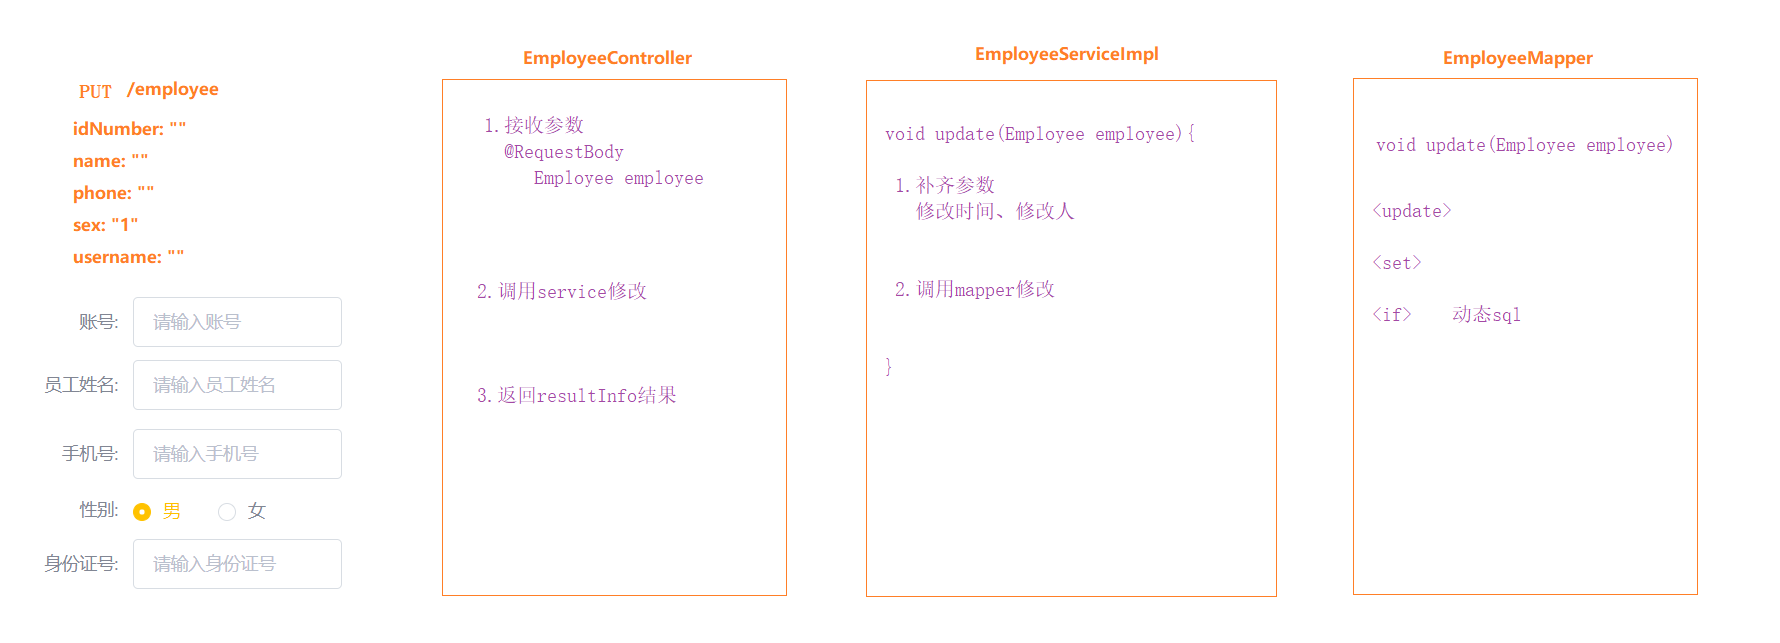 PUT /employee
idNumber: ""
name: ""
phone: ""
sex: "1"
username: ""
账号: 请输入账号
员工姓名: 请输入员工姓名
手机号: 请输入手机号
性别: 男 女
身份证号: 请输入身份证号
EmployeeController
1.接收参数
@RequestBody
Employee employee
2.调用service修改
3.返回resultInfo结果
EmployeeServiceImpl
void update(Employee employee){
1.补齐参数
修改时间、修改人
2.调用mapper修改
}
EmployeeMapper
void update(Employee employee)
<update>
<set>
<if> 动态sql